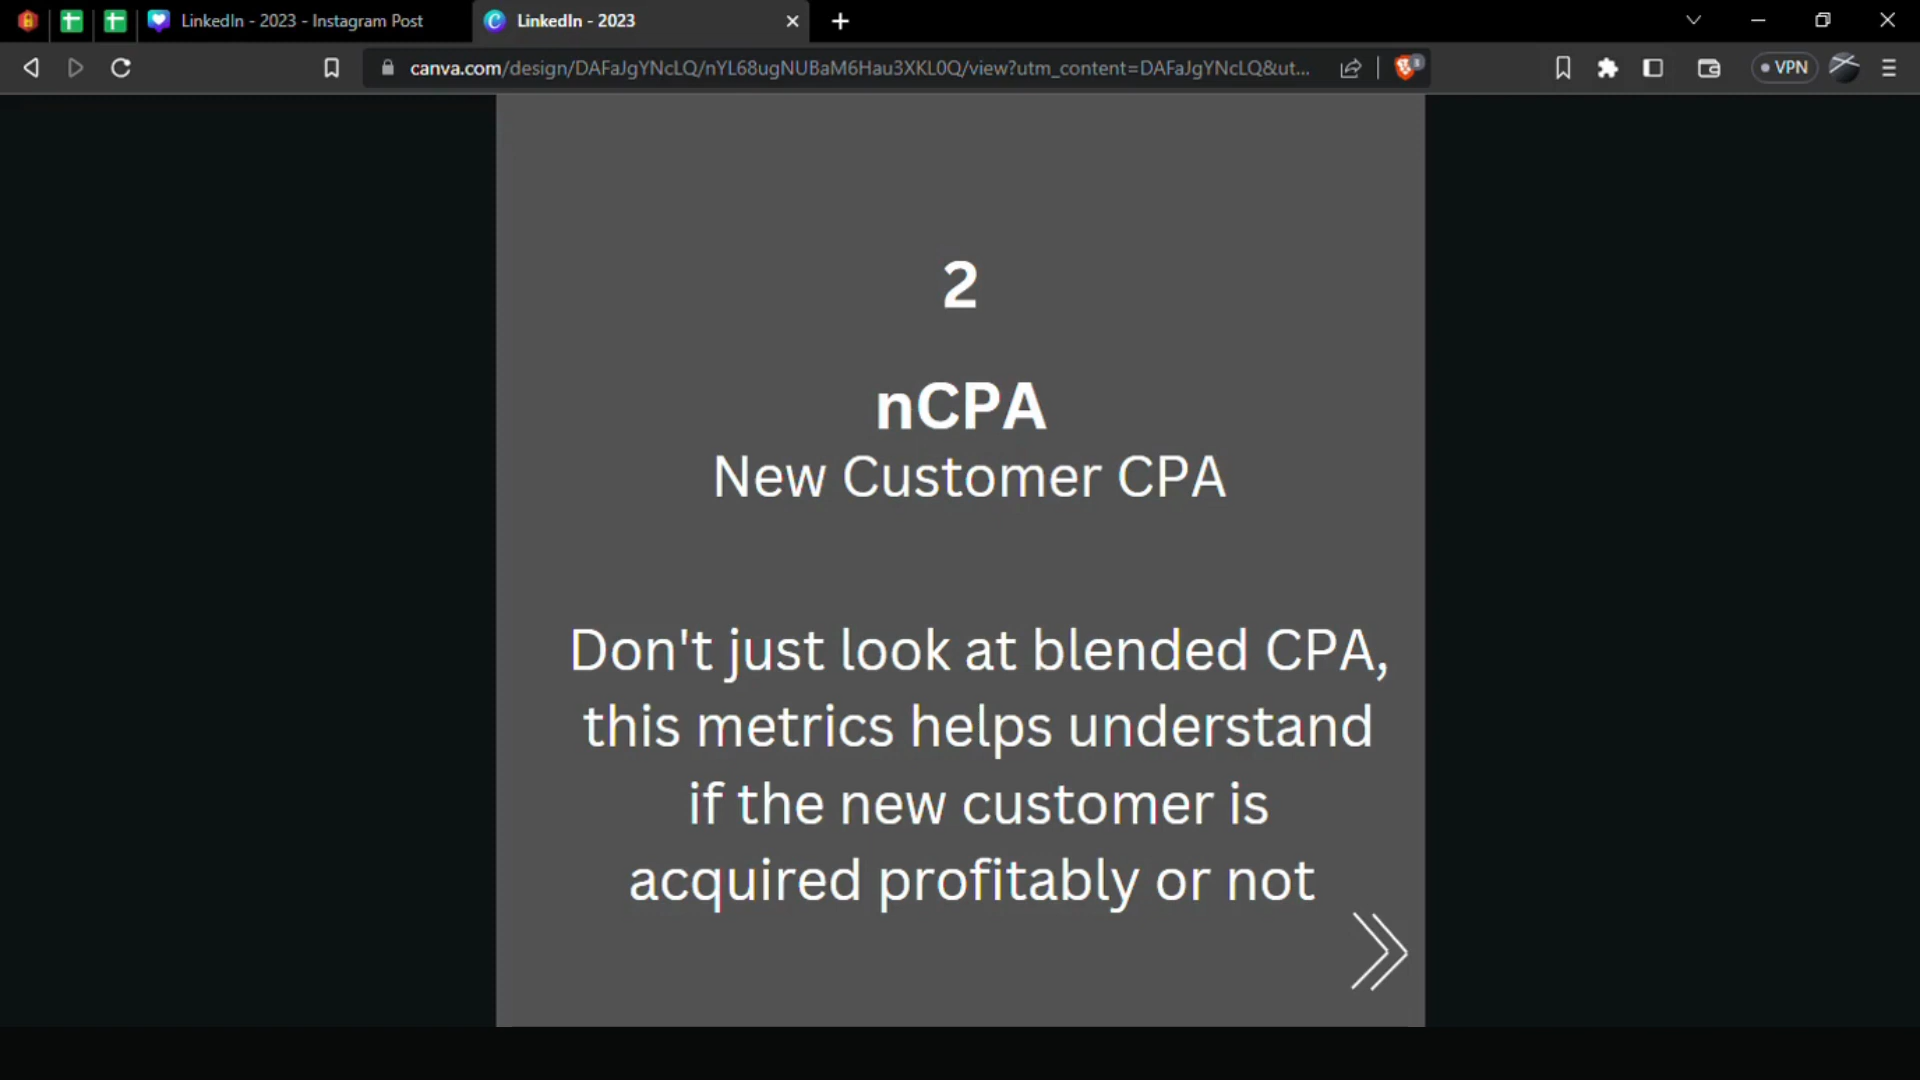 LinkedIn - 2023 - Instagram Post
LinkedIn - 2023
canva.com/design/DAFaJgYNcLQ/nYL68ugNUBaM6Hau3XKL0Q/view?utm_content=DAFaJgYNcLQ&ut...
3
VPN
2
nCPA
New Customer CPA
Don't just look at blended CPA,
this metrics helps understand
if the new customer is
acquired profitably or not